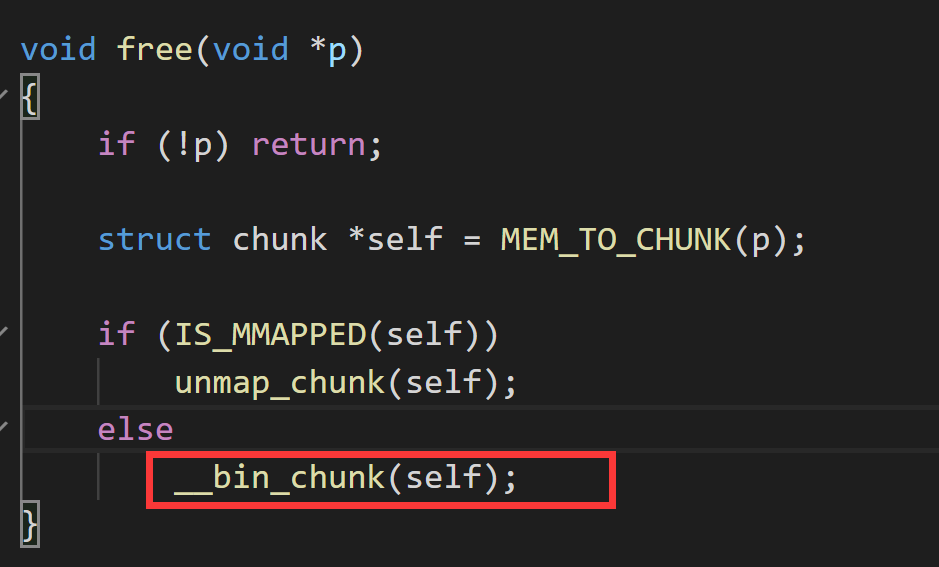 void free(void *p)
{
if (!p) return;
struct chunk *self = MEM_TO_CHUNK(p);
if (IS_MMAPPED(self))
unmap_chunk(self);
else
__bin_chunk(self);
}